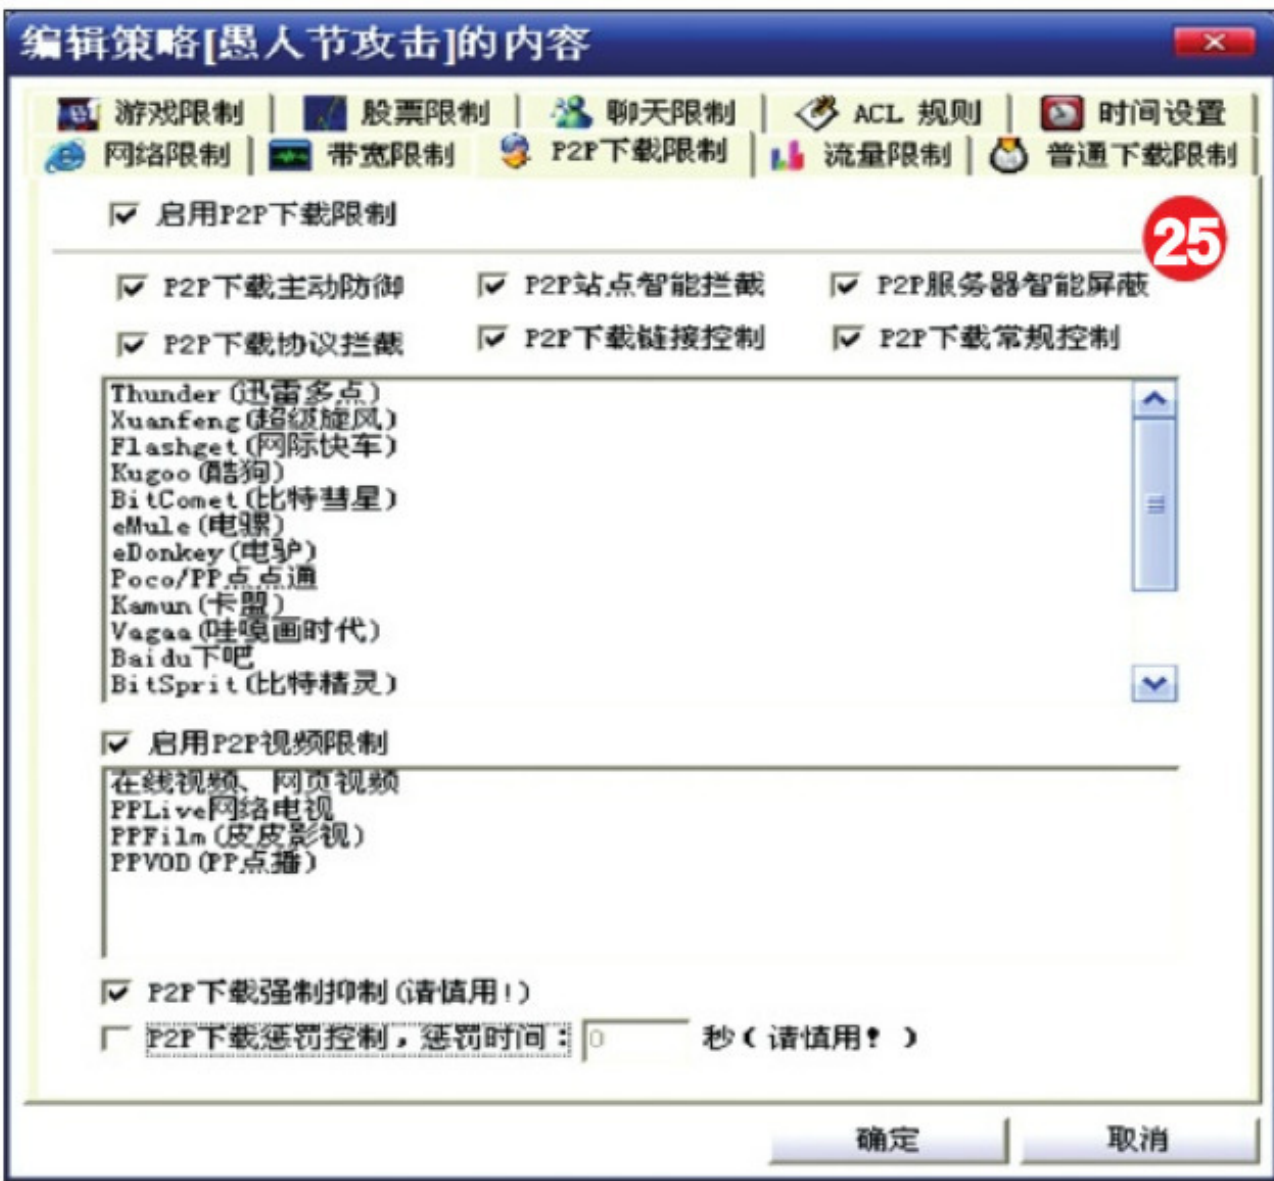 编辑策略[愚人节攻击]的内容
游戏限制 股票限制 聊天限制 ACL 规则 时间设置
网络限制 带宽限制 P2P下载限制 流量限制 普通下载限制
启用P2P下载限制
25
P2P下载主动防御 P2P站点智能拦截 P2P服务器智能屏蔽
P2P下载协议拦截 P2P下载链接控制 P2P下载常规控制
Thunder(迅雷多点)
Xuanfeng(超级旋风)
Flashget(网际快车)
Kugoo(酷狗)
BitComet(比特彗星)
eMule(电骡)
eDonkey(电驴)
Poco/PP点点通
Kamun(卡盟)
Vagaa(哇嘎画时代)
Baidu下吧
BitSprit(比特精灵)
启用P2P视频限制
在线视频、网页视频
PPLive网络电视
PPFilm(皮皮影视)
PPVOD(PP点播)
P2P下载强制抑制(请慎用!)
P2P下载惩罚控制，惩罚时间： 0 秒(请慎用！)
确定 取消